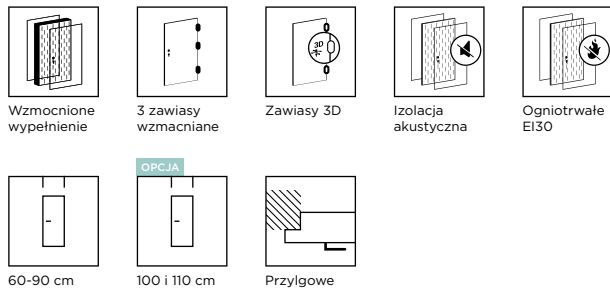 3D
Wzmocnione
wypełnienie
3 zawiasy
wzmacniane
Zawiasy 3D
Izolacja
akustyczna
Ogniotrwałe
EI30
OPCJA
60-90 cm
100 i 110 cm
Przylgowe